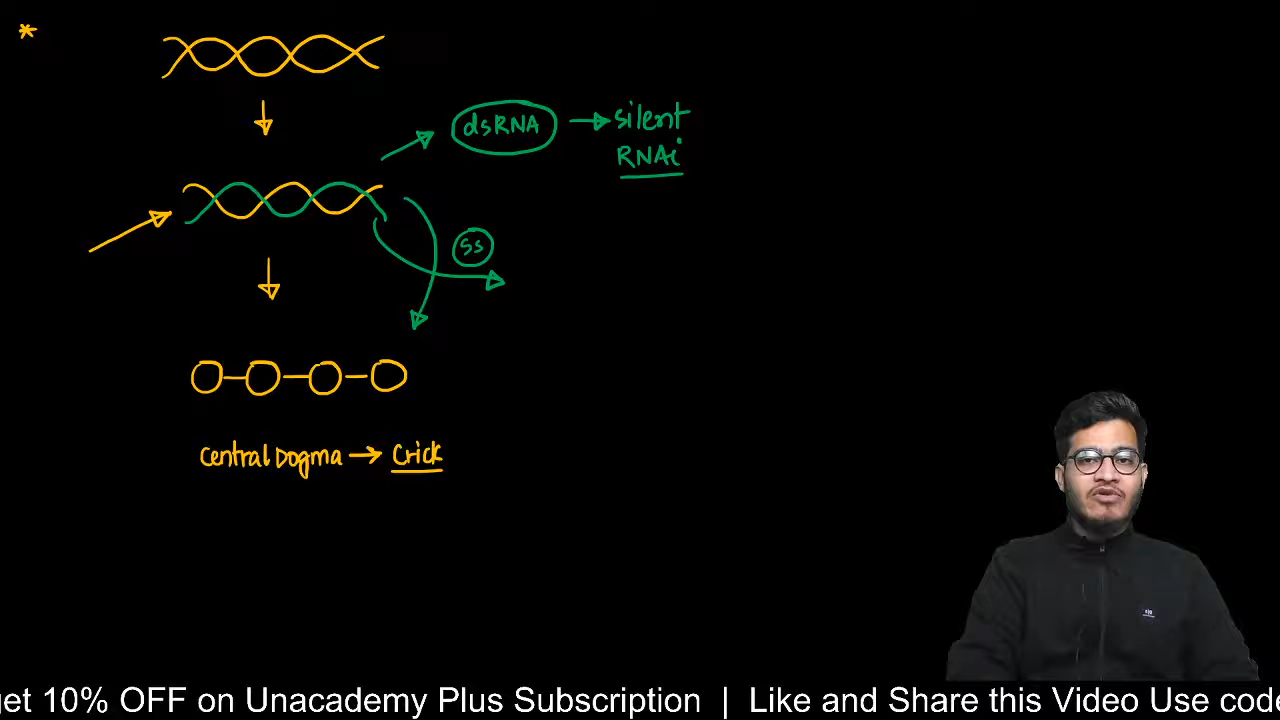 *
dsRNA → silent
RNAi
ss
Central Dogma → Crick
get 10% OFF on Unacademy Plus Subscription | Like and Share this Video Use code